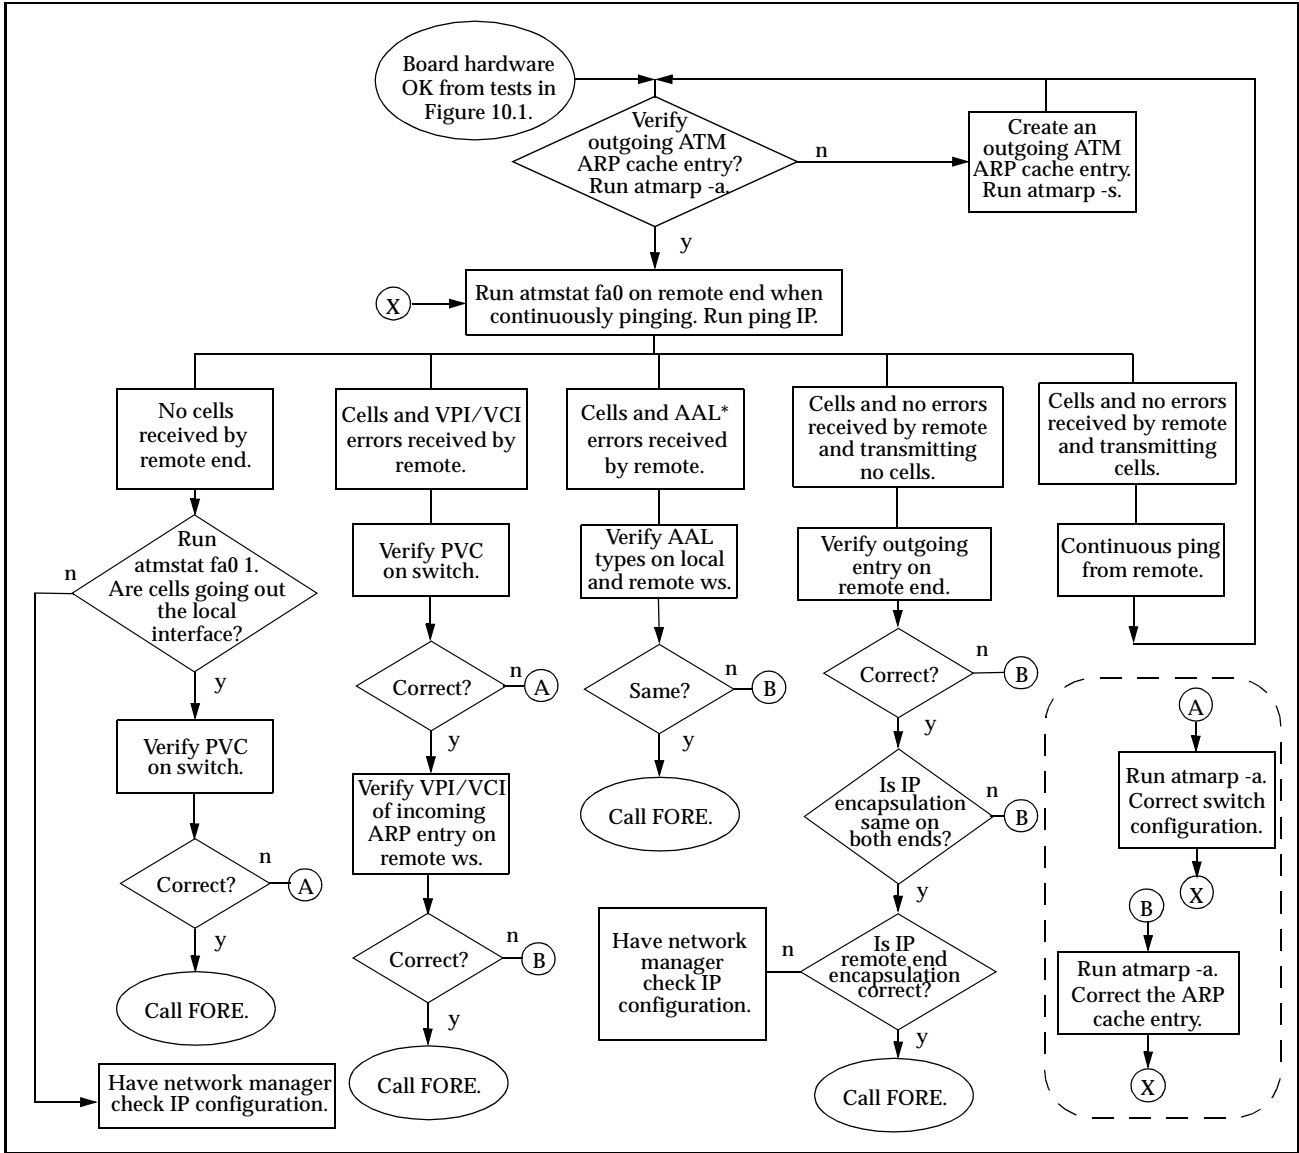 Board hardware
OK from tests in
Figure 10.1.
Verify
outgoing ATM
ARP cache entry?
Run atmarp -a.
n
Create an
outgoing ATM
ARP cache entry.
Run atmarp -s.
y
X
Run atmstat fa0 on remote end when
continuously pinging. Run ping IP.
No cells
received by
remote end.
Cells and VPI/VCI
errors received by
remote.
Cells and AAL*
errors received
by remote.
Cells and no errors
received by remote
and transmitting
no cells.
Cells and no errors
received by remote
and transmitting
cells.
Run
atmstat fa0 1.
Are cells going out
the local
interface?
n
y
Verify PVC
on switch.
Correct?
n
A
y
Call FORE.
Have network manager
check IP configuration.
Verify PVC
on switch.
Correct?
n
A
y
Verify VPI/VCI
of incoming
ARP entry on
remote ws.
Correct?
n
B
y
Call FORE.
Verify AAL
types on local
and remote ws.
Same?
n
B
y
Call FORE.
Verify outgoing
entry on
remote end.
Correct?
n
B
y
Is IP
encapsulation
same on
both ends?
n
B
y
Is IP
remote end
encapsulation
correct?
n
Have network
manager
check IP
configuration.
y
Call FORE.
Continuous ping
from remote.
A
Run atmarp -a.
Correct switch
configuration.
X
B
Run atmarp -a.
Correct the ARP
cache entry.
X